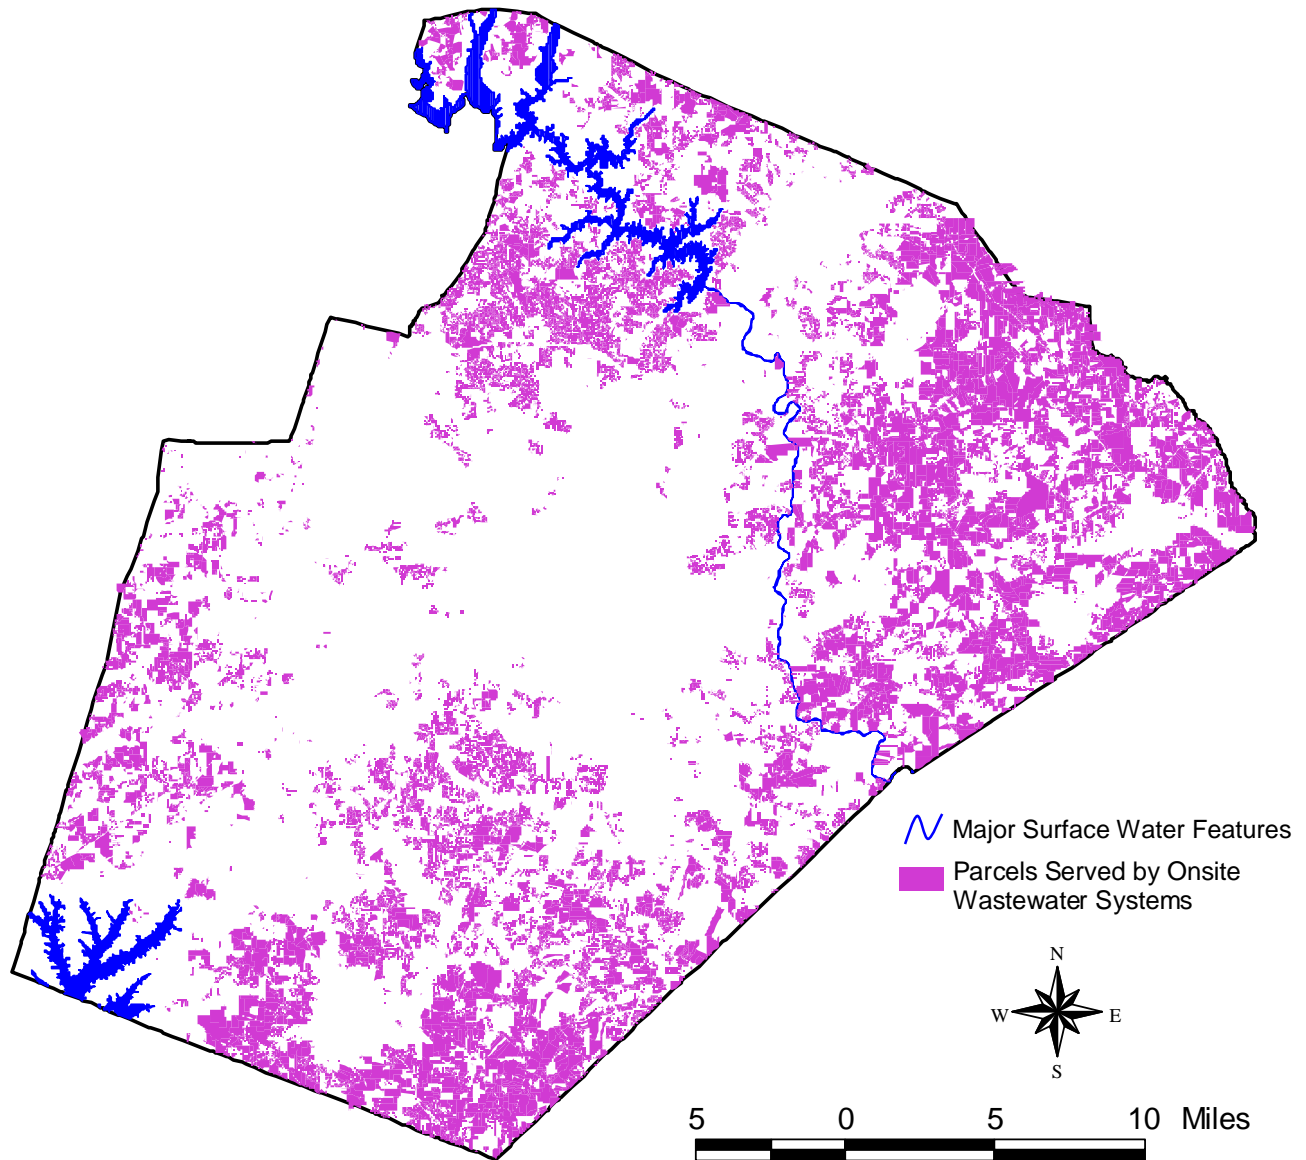 Major Surface Water Features
Parcels Served by Onsite
Wastewater Systems
N
W E
S
5 0 5 10 Miles